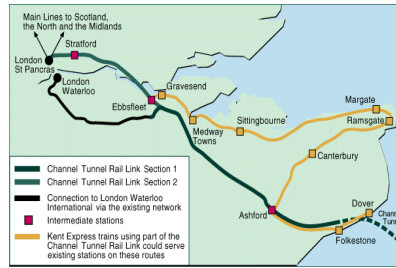 Main Lines to Scotland,
the North and the Midlands
Stratford
London
St Pancras
London
Waterloo
Ebbsfleet
Gravesend
Medway
Towns
Sittingbourne
Margate
Ramsgate
Canterbury
Ashford
Dover
Folkestone
Channel Tunnel Rail Link Section 1
Channel Tunnel Rail Link Section 2
Connection to London Waterloo
International via the existing network
Intermediate stations
Kent Express trains using part of the
Channel Tunnel Rail Link could serve
existing stations on these routes